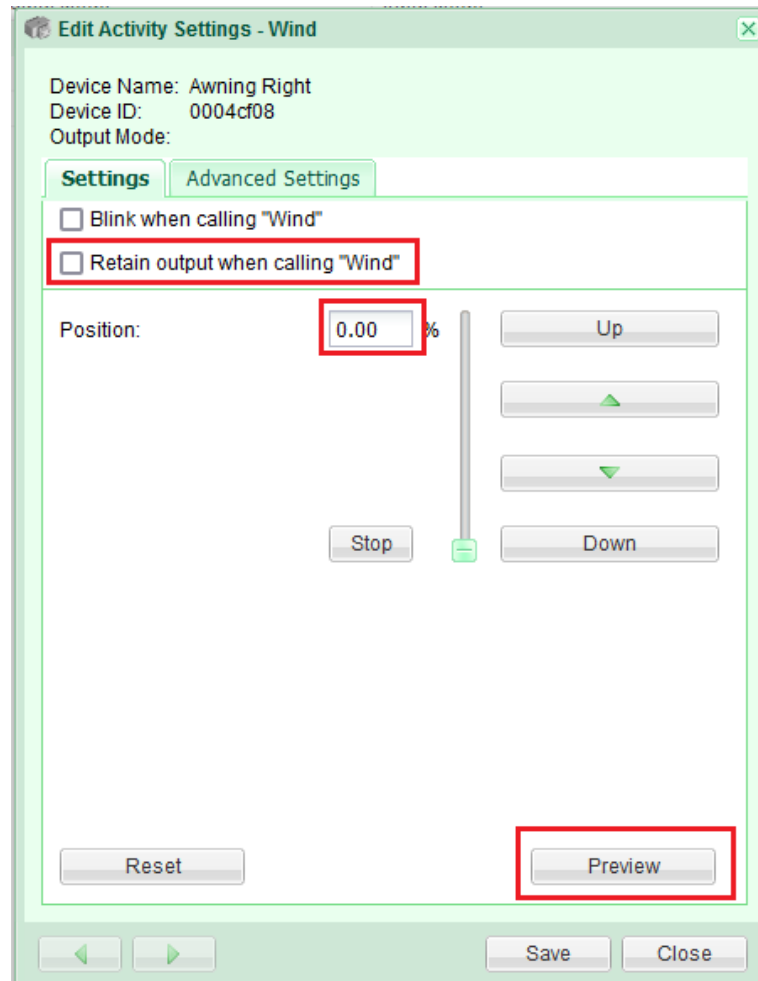 Edit Activity Settings - Wind
Device Name: Awning Right
Device ID: 0004cf08
Output Mode:
Settings Advanced Settings
Blink when calling "Wind"
Retain output when calling "Wind"
Position: 0.00 % Up
Stop Down
Reset Preview
Save Close